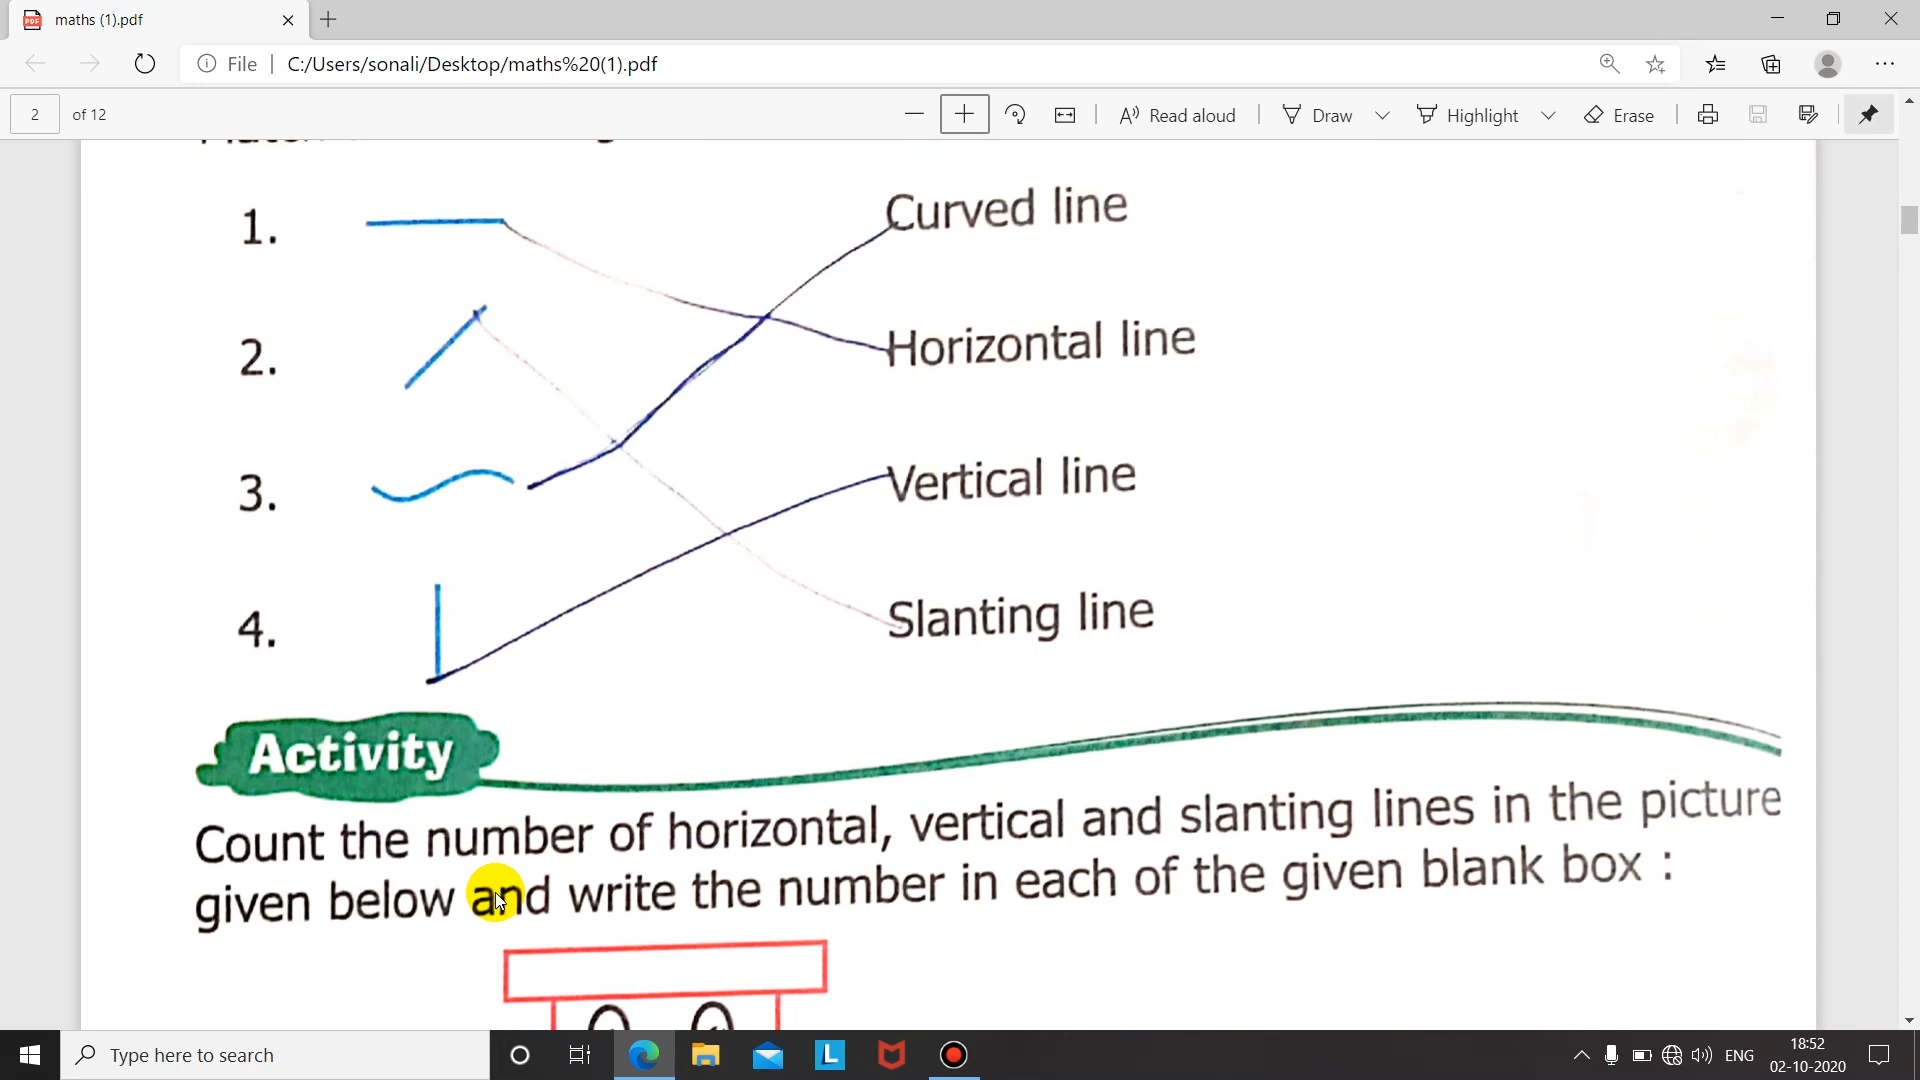 maths (1).pdf
File
C:/Users/sonali/Desktop/maths%20(1).pdf
2 of 12
Read aloud
Draw
Highlight
Erase
1.
Curved line
2.
Horizontal line
3.
Vertical line
4.
Slanting line
Activity
Count the number of horizontal, vertical and slanting lines in the picture
given below and write the number in each of the given blank box :
Type here to search
L
ENG
18:52
02-10-2020